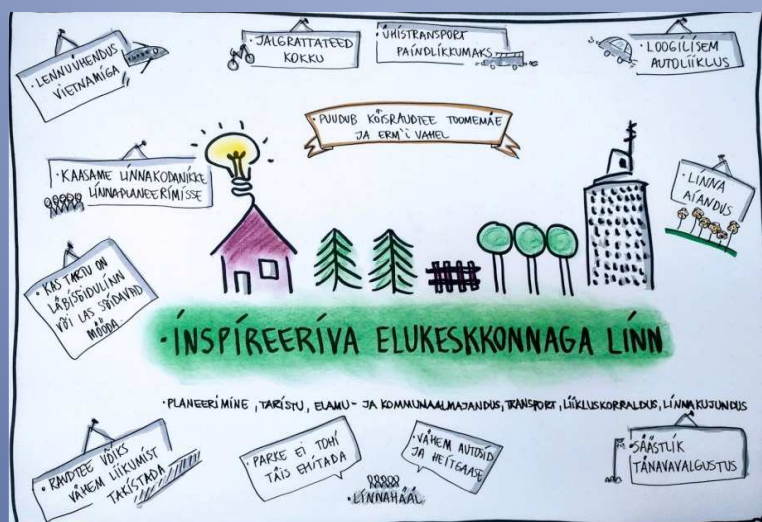 · LENNUÜHENDUS
VIETNAMIGA
· JALGRATTATEED
KOKKU
ÜHISTRANSPORT
PAINDLIKKUMAKS
· LOOGILISEM
AUTOLIIKLUS
PUUDUB KÖISRAUDTEE TOOMEMÄE
JA ERM'I VAHEL
· KAASAME LINNAKODANIKKE
LINNAPLANEERIMISSE
· LINNA
AIANDUS
· KAS TARTU ON
LÄBISÕIDULINN
VÕI LAS SÕIDAVAD
MÖÖDA
· INSPIREERIVA ELUKESKKONNAGA LINN
· PLANEERIMINE, TARISTU, ELAMU- JA KOMMUNAALMAJANDUS, TRANSPORT, LIIKLUSKORRALDUS, LINNAKUJUNDUS
· RAUDTEE VÕIKS
VÄHEM LIIKUMIST
TAKISTADA
PARKE EI TOHI
TÄIS EHITADA
· VÄHEM AUTOSID
JA HEITGAASE
· LINNAHÄÄL
· SÄÄSTLIK
TÄNAVAVALGUSTUS